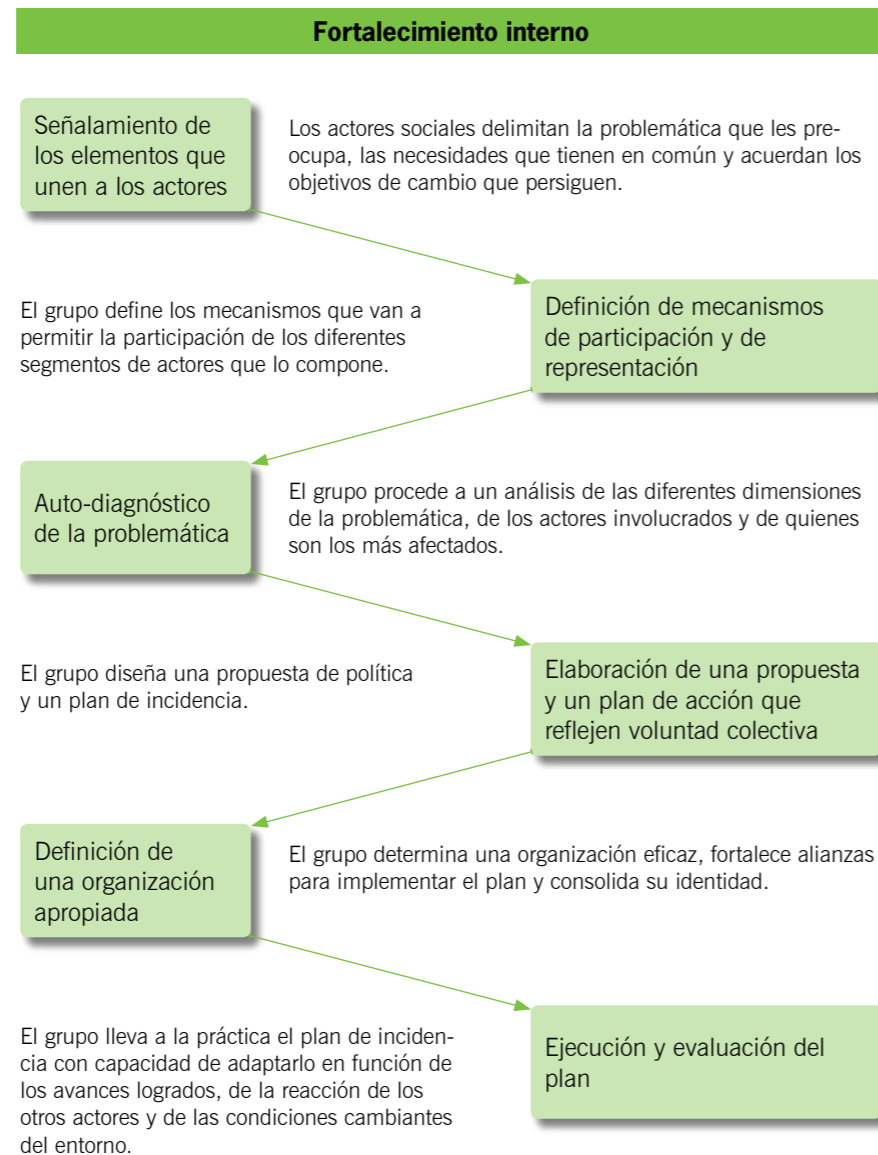 Fortalecimiento interno
Señalamiento de
los elementos que
unen a los actores
Los actores sociales delimitan la problemática que les pre-
ocupa, las necesidades que tienen en común y acuerdan los
objetivos de cambio que persiguen.
El grupo define los mecanismos que van a
permitir la participación de los diferentes
segmentos de actores que lo compone.
Definición de mecanismos
de participación y de
representación
Auto-diagnóstico
de la problemática
El grupo procede a un análisis de las diferentes dimensiones
de la problemática, de los actores involucrados y de quienes
son los más afectados.
El grupo diseña una propuesta de política
y un plan de incidencia.
Elaboración de una propuesta
y un plan de acción que
reflejen voluntad colectiva
Definición de
una organización
apropiada
El grupo determina una organización eficaz, fortalece alianzas
para implementar el plan y consolida su identidad.
El grupo lleva a la práctica el plan de inciden-
cia con capacidad de adaptarlo en función de
los avances logrados, de la reacción de los
otros actores y de las condiciones cambiantes
del entorno.
Ejecución y evaluación del
plan